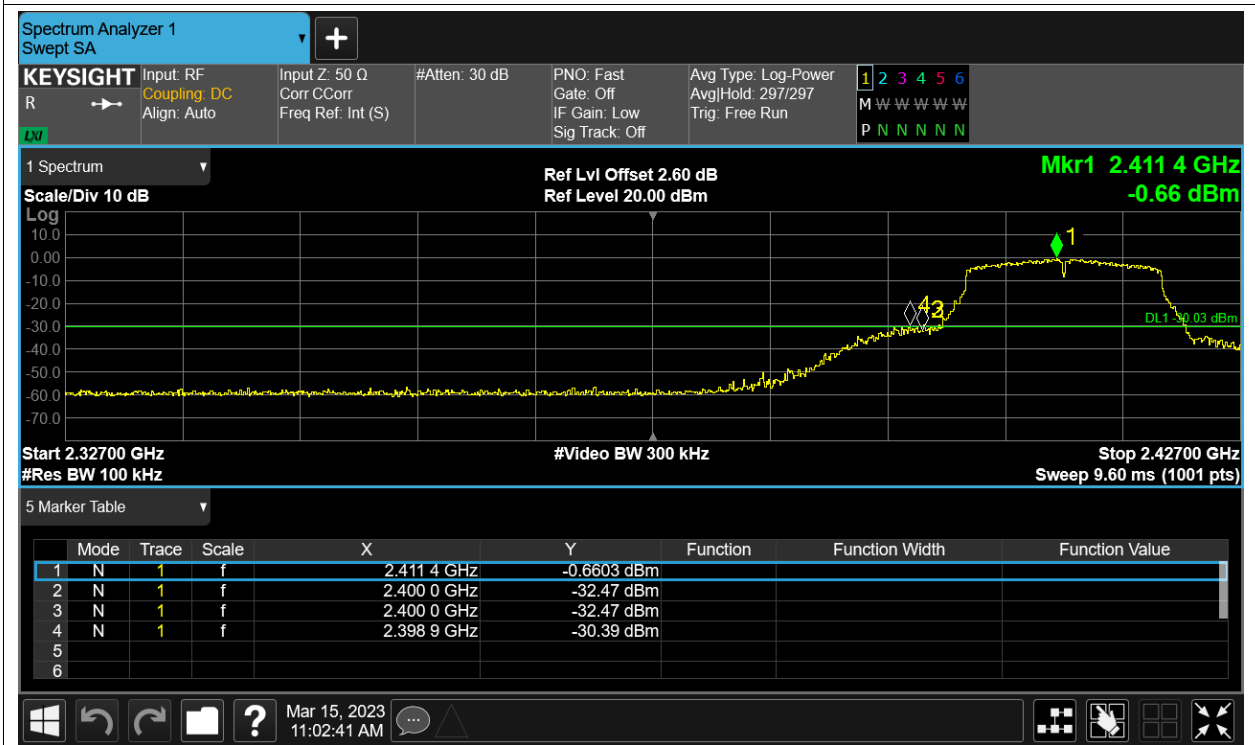 Spectrum Analyzer 1
Swept SA
KEYSIGHT
R
LXI
Input: RF
Coupling: DC
Align: Auto
Input Z: 50 Ω
Corr CCorr
Freq Ref: Int (S)
#Atten: 30 dB
PNO: Fast
Gate: Off
IF Gain: Low
Sig Track: Off
Avg Type: Log-Power
Avg|Hold: 297/297
Trig: Free Run
1 2 3 4 5 6
M W W W W W
P N N N N N
1 Spectrum
Scale/Div 10 dB
Ref Lvl Offset 2.60 dB
Ref Level 20.00 dBm
Mkr1 2.411 4 GHz
-0.66 dBm
Log
10.0
0.00
-10.0
-20.0
-30.0
-40.0
-50.0
-60.0
-70.0
1
4
DL1 -30.03 dBm
Start 2.32700 GHz
#Res BW 100 kHz
#Video BW 300 kHz
Stop 2.42700 GHz
Sweep 9.60 ms (1001 pts)
5 Marker Table
Mode Trace Scale X Y Function Function Width Function Value
1 N 1 f 2.411 4 GHz -0.6603 dBm
2 N 1 f 2.400 0 GHz -32.47 dBm
3 N 1 f 2.400 0 GHz -32.47 dBm
4 N 1 f 2.398 9 GHz -30.39 dBm
5
6
?
Mar 15, 2023
11:02:41 AM